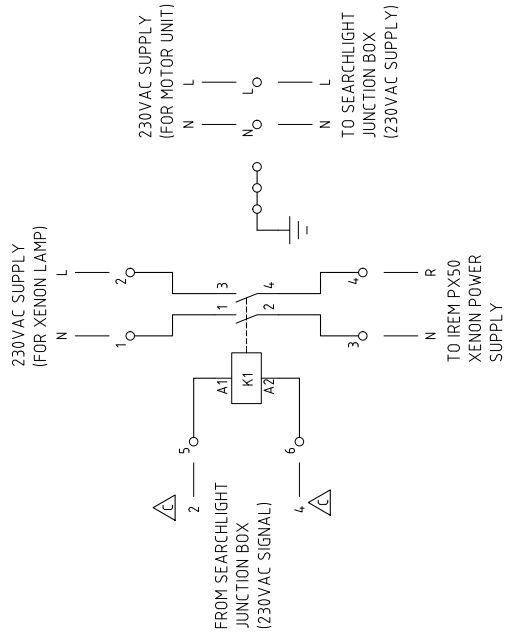 230VAC SUPPLY
(FOR XENON LAMP)
N
L
1
2
1
3
2
4
3
4
N
R
TO IREM PX50
XENON POWER
SUPPLY
A1
K1
A2
5
6
C
2
4
C
FROM SEARCHLIGHT
JUNCTION BOX
(230VAC SIGNAL)
230VAC SUPPLY
(FOR MOTOR UNIT)
N
L
N
L
N
L
TO SEARCHLIGHT
JUNCTION BOX
(230VAC SUPPLY)